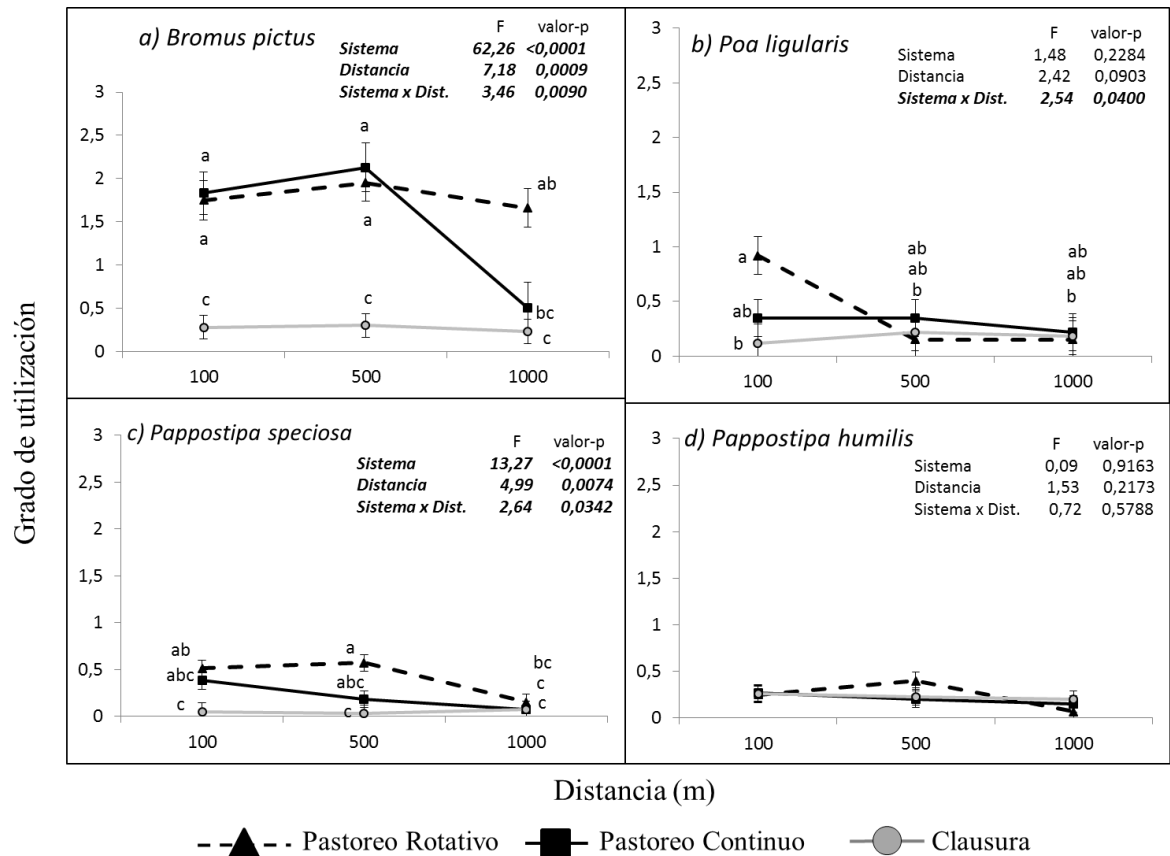 a) Bromus pictus
F valor-p
Sistema 62,26 <0,0001
Distancia 7,18 0,0009
Sistema x Dist. 3,46 0,0090
3
2,5
2
1,5
1
0,5
0
a
a
ab
a
a
c
c
bc
c
100 500 1000
b) Poa ligularis
F valor-p
Sistema 1,48 0,2284
Distancia 2,42 0,0903
Sistema x Dist. 2,54 0,0400
3
2,5
2
1,5
1
0,5
0
a
ab
b
ab
ab
b
ab
ab
b
100 500 1000
c) Pappostipa speciosa
F valor-p
Sistema 13,27 <0,0001
Distancia 4,99 0,0074
Sistema x Dist. 2,64 0,0342
3
2,5
2
1,5
1
0,5
0
ab
abc
c
a
abc
c
bc
c
c
100 500 1000
d) Pappostipa humilis
F valor-p
Sistema 0,09 0,9163
Distancia 1,53 0,2173
Sistema x Dist. 0,72 0,5788
3
2,5
2
1,5
1
0,5
0
100 500 1000
Grado de utilización
Distancia (m)
Pastoreo Rotativo Pastoreo Continuo Clausura